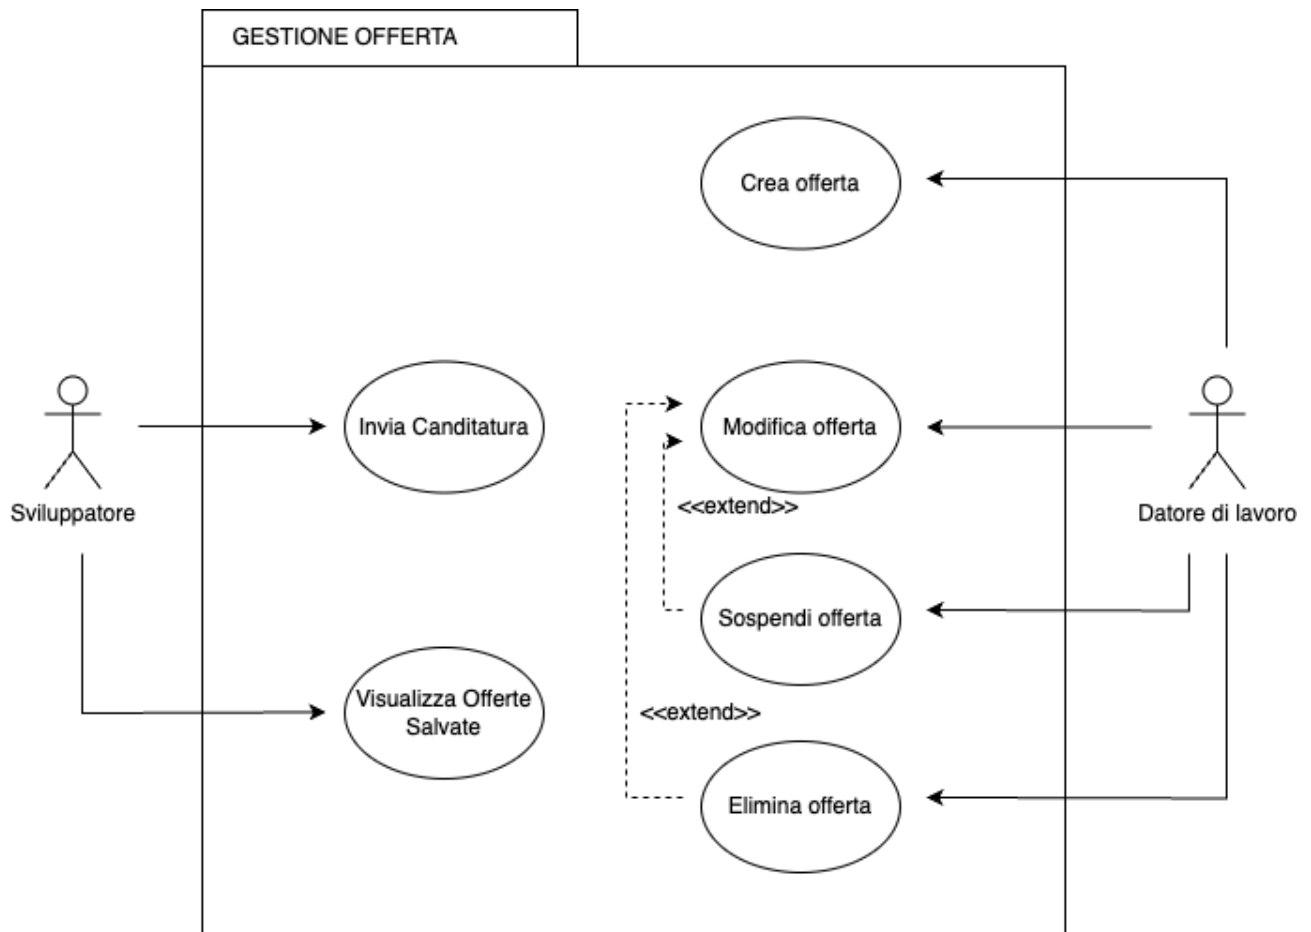 GESTIONE OFFERTA
Crea offerta
Invia Canditatura
Modifica offerta
<<extend>>
Sviluppatore
Datore di lavoro
Sospendi offerta
Visualizza Offerte
Salvate
<<extend>>
Elimina offerta